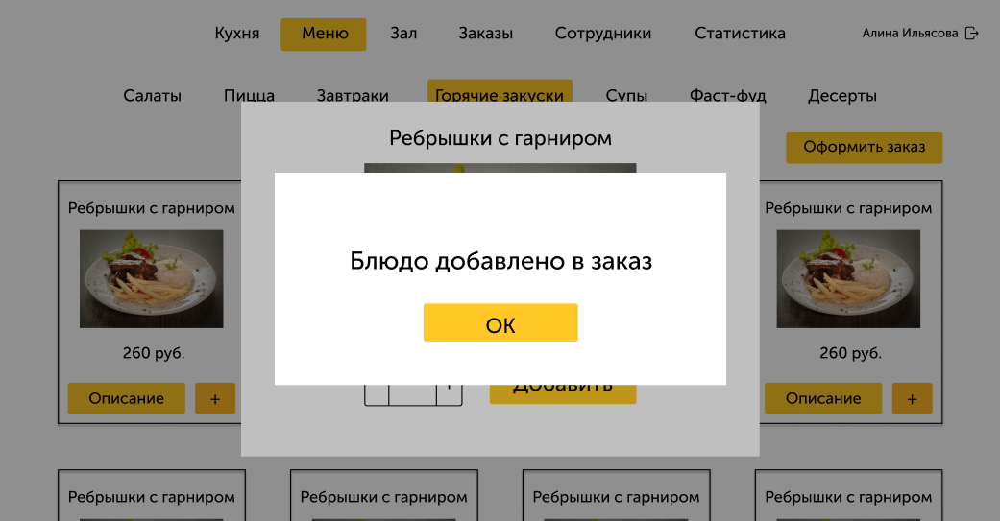 Кухня Меню Зал Заказы Сотрудники Статистика Алина Ильясова
Салаты Пицца Завтраки Горячие закуски Супы Фаст-фуд Десерты
Ребрышки с гарниром
Оформить заказ
Ребрышки с гарниром Ребрышки с гарниром
Блюдо добавлено в заказ
OK
260 руб. 260 руб.
Описание + + Добавить Описание +
Ребрышки с гарниром Ребрышки с гарниром Ребрышки с гарниром Ребрышки с гарниром